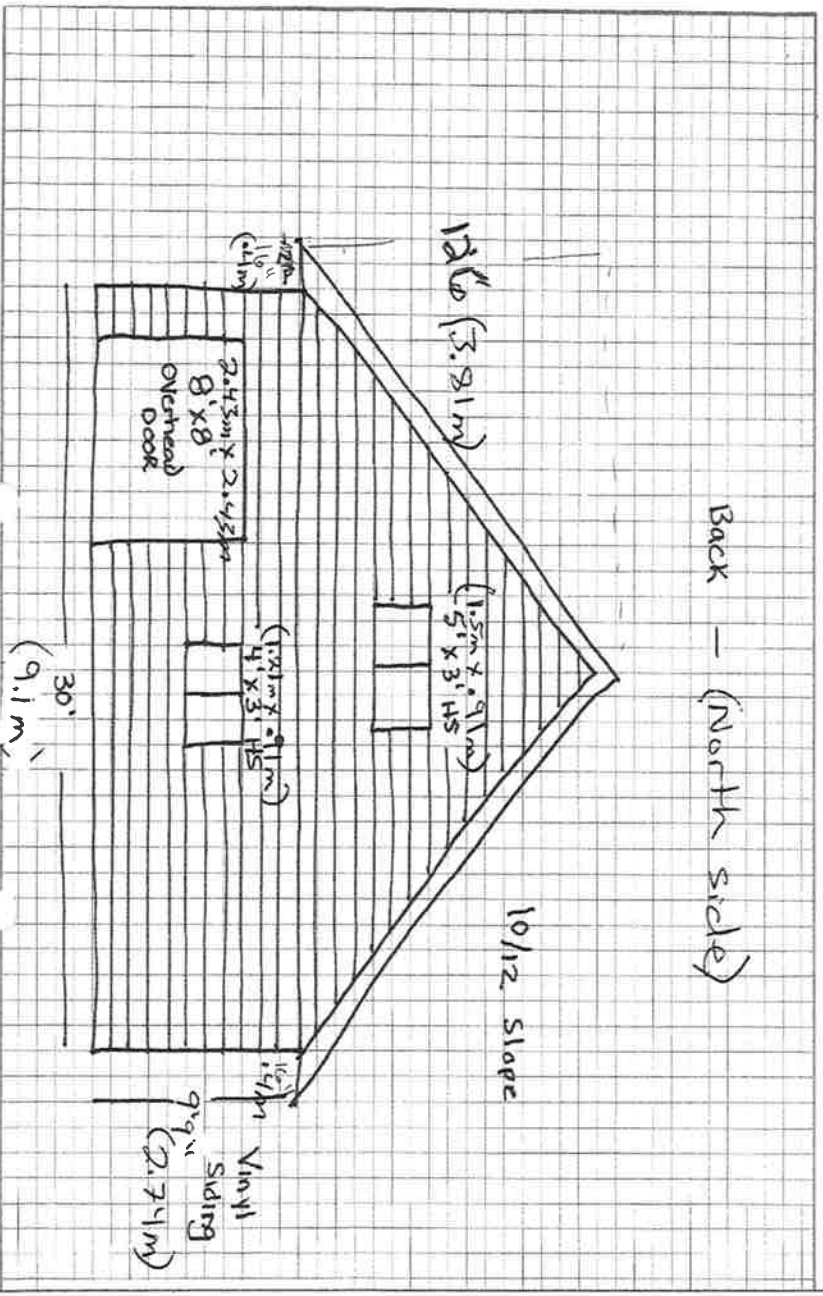 Back — (North side)
10/12 Slope
12'6" (3.81m)
(1.5m x .91m)
5' x 3' HS
16"
(.41m)
16"
.41m
2.43m x 2.43m
8' x 8'
Overhead
Door
(1.21m x .91m)
4' x 3' HS
Vinyl
Siding
9'9"
(2.74m)
30'
(9.1m)